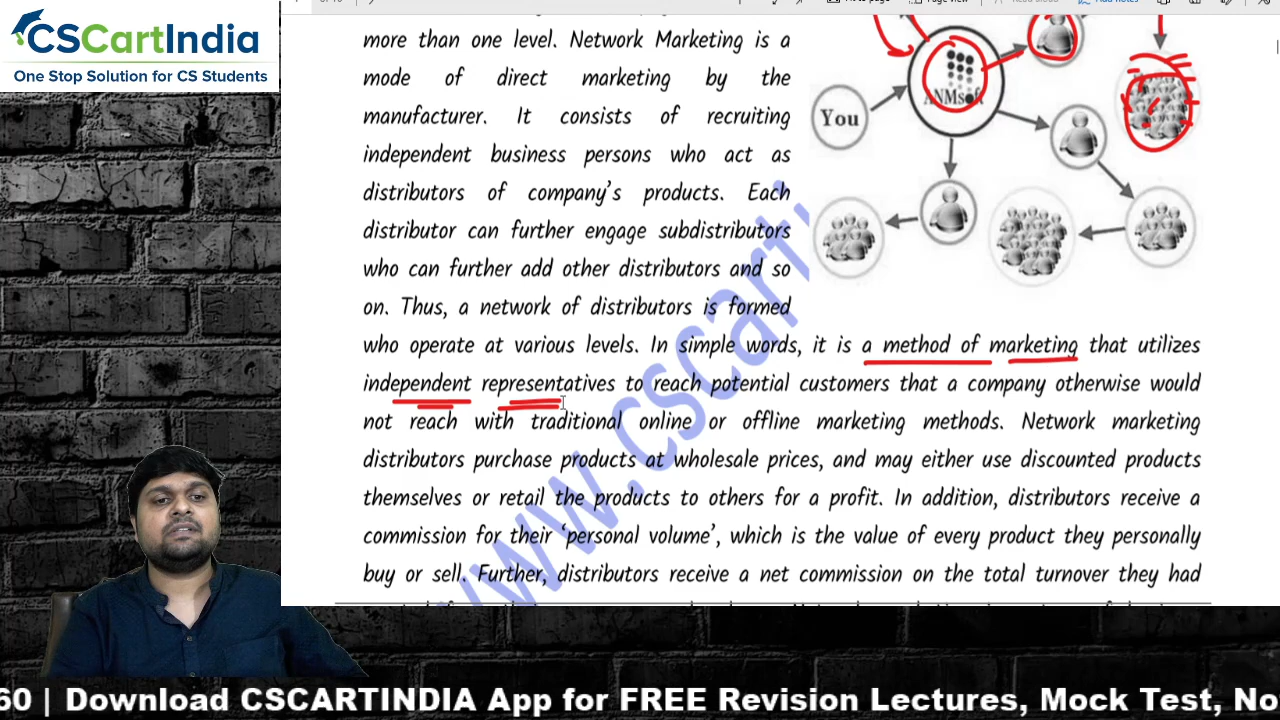 CSCartIndia
One Stop Solution for CS Students
more than one level. Network Marketing is a
mode of direct marketing by the
manufacturer. It consists of recruiting
independent business persons who act as
distributors of company's products. Each
distributor can further engage subdistributors
who can further add other distributors and so
on. Thus, a network of distributors is formed
who operate at various levels. In simple words, it is a method of marketing that utilizes
independent representatives to reach potential customers that a company otherwise would
not reach with traditional online or offline marketing methods. Network marketing
distributors purchase products at wholesale prices, and may either use discounted products
themselves or retail the products to others for a profit. In addition, distributors receive a
commission for their 'personal volume', which is the value of every product they personally
buy or sell. Further, distributors receive a net commission on the total turnover they had
You
ANMsoft
www.cscart
60 | Download CSCARTINDIA App for FREE Revision Lectures, Mock Test, No